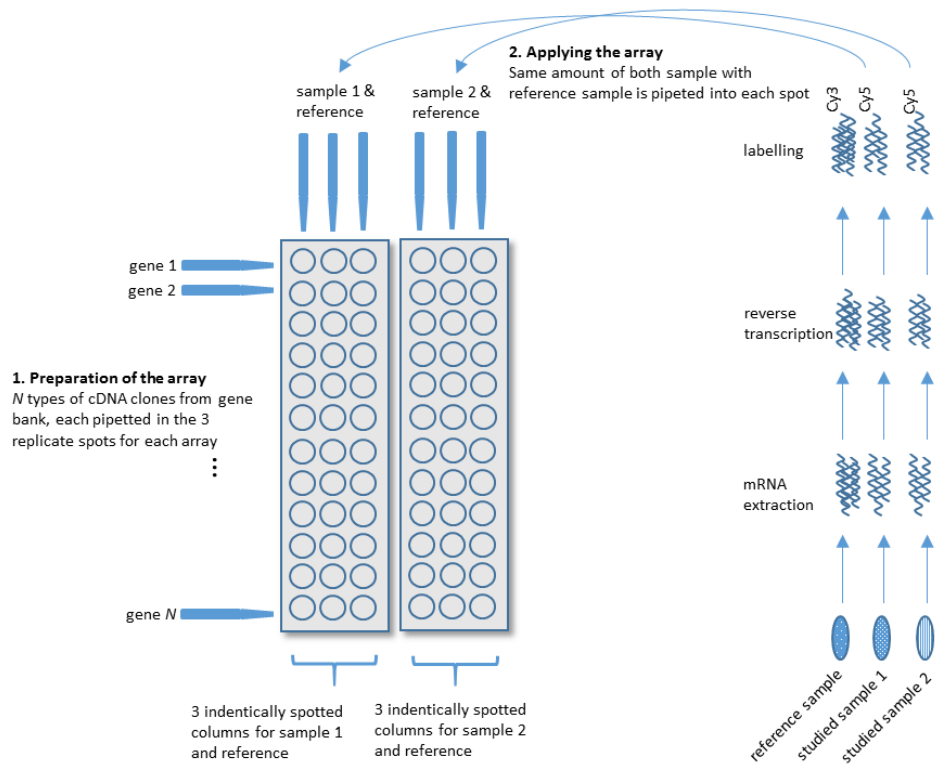 2. Applying the array
Same amount of both sample with
reference sample is pipeted into each spot
sample 1 &
reference
sample 2 &
reference
Cy3
Cy5
Cy5
labelling
gene 1
gene 2
reverse
transcription
1. Preparation of the array
N types of cDNA clones from gene
bank, each pipetted in the 3
replicate spots for each array
⋮
mRNA
extraction
gene N
reference sample
studied sample 1
studied sample 2
3 indentically spotted
columns for sample 1
and reference
3 identically spotted
columns for sample 2
and reference